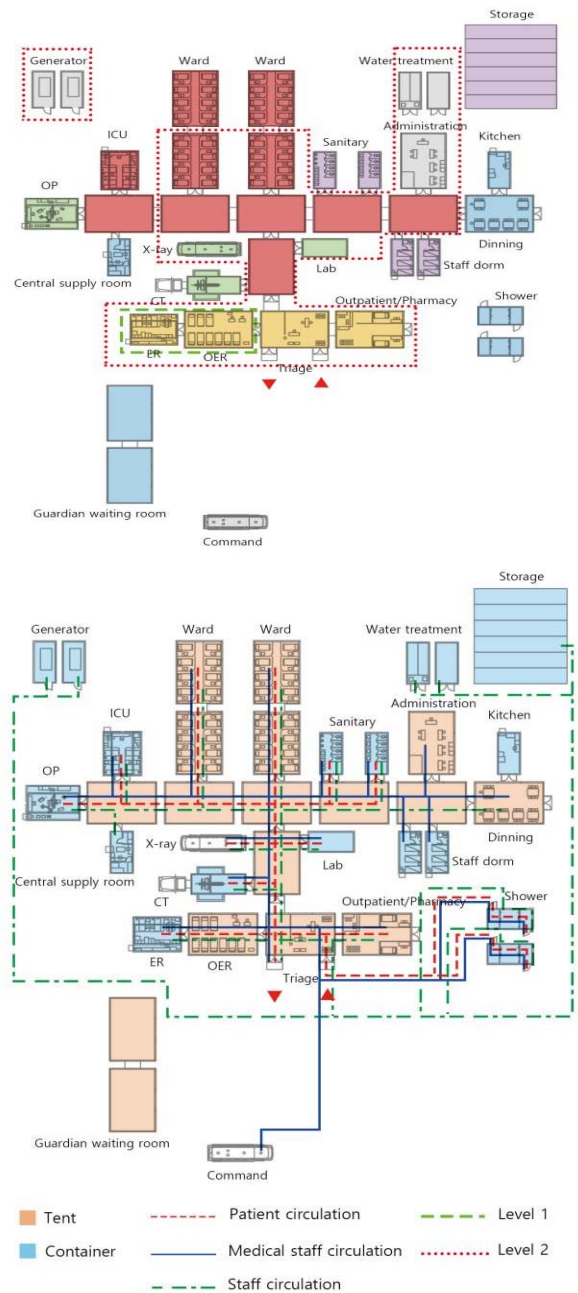 Storage
Generator
Ward
Ward
Water treatment
ICU
Sanitary
Administration
Kitchen
OP
X-ray
Lab
Dinning
Central supply room
CT
Staff dorm
Outpatient/Pharmacy
Shower
ER
OER
Triage
Guardian waiting room
Command
Storage
Generator
Ward
Ward
Water treatment
ICU
Sanitary
Administration
Kitchen
OP
X-ray
Lab
Dinning
Central supply room
CT
Staff dorm
Outpatient/Pharmacy
Shower
ER
OER
Triage
Guardian waiting room
Command
Tent
Patient circulation
Level 1
Container
Medical staff circulation
Level 2
Staff circulation